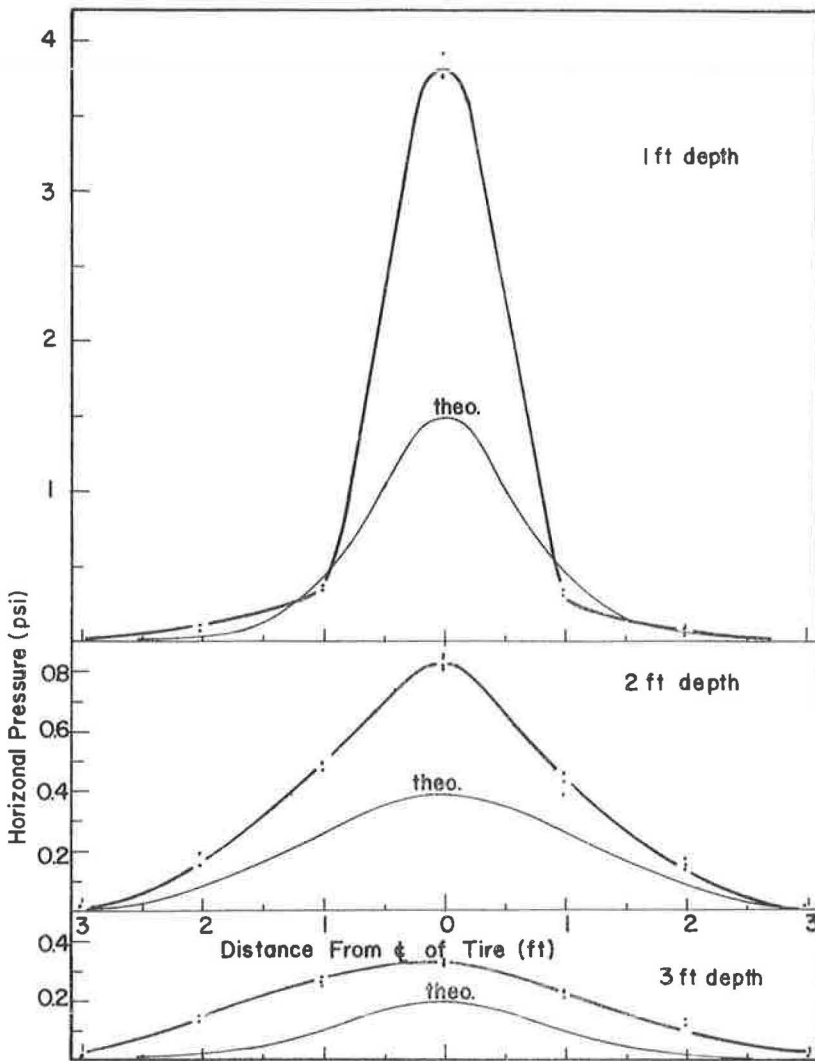 4
1 ft depth
3
2
theo.
1
Horizonal Pressure (psi)
0.8
2 ft depth
0.6
theo.
0.4
0.2
3 2 1 0 1 2 3
Distance From ℄ of Tire (ft)
0.4
3 ft depth
theo.
0.2